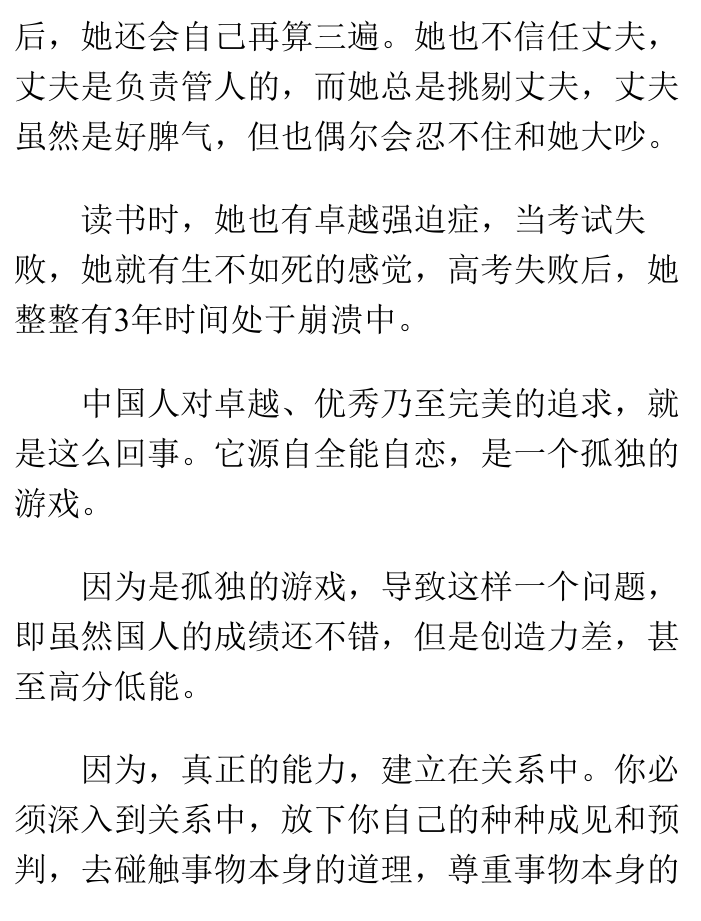 后，她还会自己再算三遍。她也不信任丈夫，
丈夫是负责管人的，而她总是挑剔丈夫，丈夫
虽然是好脾气，但也偶尔会忍不住和她大吵。
读书时，她也有卓越强迫症，当考试失
败，她就有生不如死的感觉，高考失败后，她
整整有3年时间处于崩溃中。
中国人对卓越、优秀乃至完美的追求，就
是这么回事。它源自全能自恋，是一个孤独的
游戏。
因为是孤独的游戏，导致这样一个问题，
即虽然国人的成绩还不错，但是创造力差，甚
至高分低能。
因为，真正的能力，建立在关系中。你必
须深入到关系中，放下你自己的种种成见和预
判，去碰触事物本身的道理，尊重事物本身的